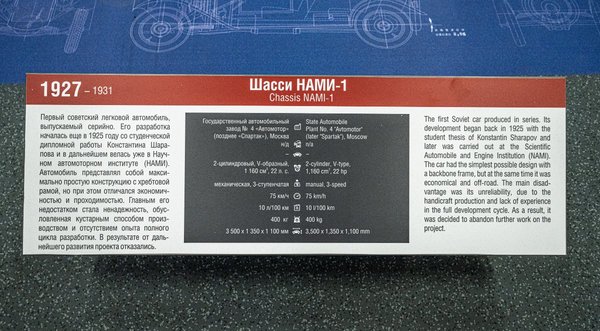 1927 – 1931
Шасси НАМИ-1
Chassis NAMI-1
Первый советский легковой автомобиль,
выпускаемый серийно. Его разработка
началась еще в 1925 году со студенческой
дипломной работы Константина Шара-
пова и в дальнейшем велась уже в Науч-
ном автомоторном институте (НАМИ).
Автомобиль представлял собой макси-
мально простую конструкцию с хребтовой
рамой, но при этом отличался экономич-
ностью и проходимостью. Главным его
недостатком стала ненадежность, обус-
ловленная кустарным способом произ-
водством и отсутствием опыта полного
цикла разработки. В результате от даль-
нейшего развития проекта отказались.
Государственный автомобильный
завод № 4 «Автомотор»
(позднее «Спартак»), Москва
н/д
–
2-цилиндровый, V-образный,
1 160 см³, 22 л. с.
механическая, 3-ступенчатая
75 км/ч
10 л/100 км
400 кг
3 500 x 1 350 x 1 100 мм
State Automobile
Plant No. 4 "Avtomotor"
(later "Spartak"), Moscow
n/a
–
2-cylinder, V-type.
1,160 cm³, 22 hp
manual, 3-speed
75 km/h
10 l/100 km
400 kg
3,500 x 1,350 x 1,100 mm
The first Soviet car produced in series. Its
development began back in 1925 with the
student thesis of Konstantin Sharapov and
later was carried out at the Scientific
Automobile and Engine Institution (NAMI).
The car had the simplest possible design with
a backbone frame, but at the same time it was
economical and off-road. The main disad-
vantage was its unreliability, due to the
handicraft production and lack of experience
in the full development cycle. As a result, it
was decided to abandon further work on the
project.